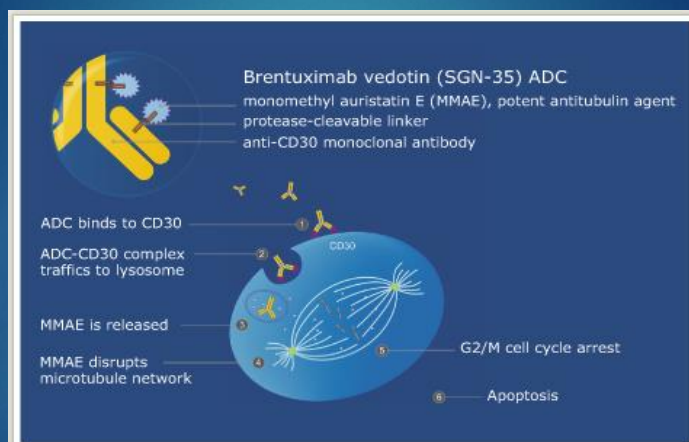 Brentuximab vedotin (SGN-35) ADC
monomethyl auristatin E (MMAE), potent antitubulin agent
protease-cleavable linker
anti-CD30 monoclonal antibody
ADC binds to CD30
1
CD30
ADC-CD30 complex
traffics to lysosome
2
MMAE is released
3
MMAE disrupts
microtubule network
4
5
G2/M cell cycle arrest
6
Apoptosis